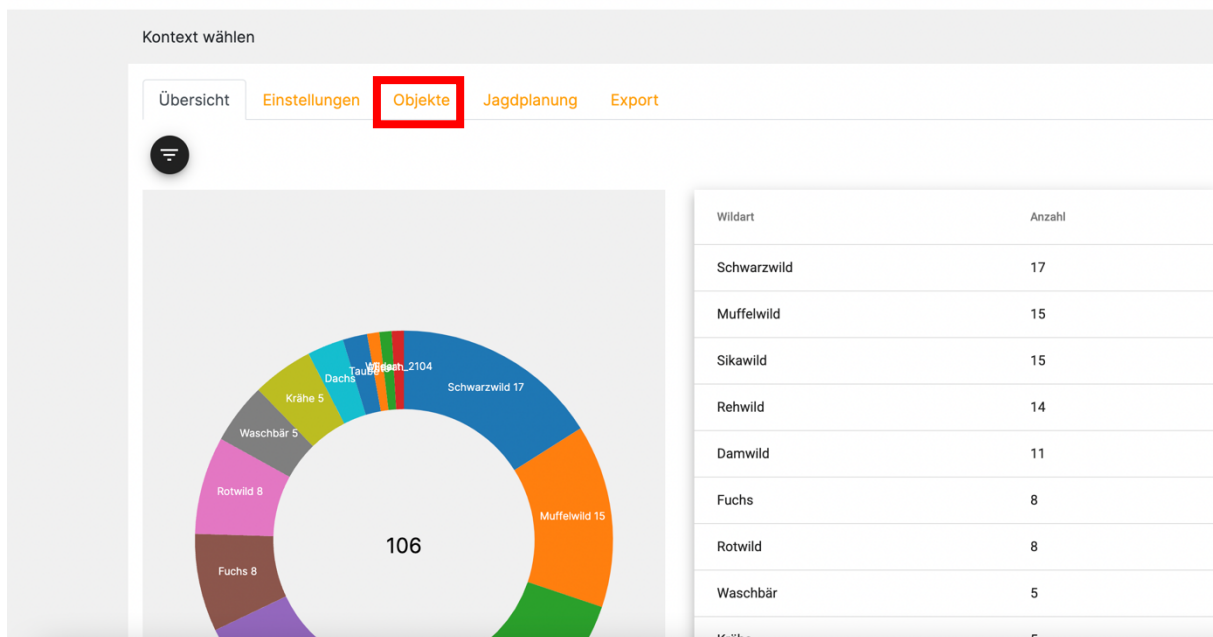 Kontext wählen
Übersicht Einstellungen Objekte Jagdplanung Export
Wildart Anzahl
Schwarzwild 17
Muffelwild 15
Sikawild 15
Rehwild 14
Damwild 11
Fuchs 8
Rotwild 8
Waschbär 5
Dachs
Krähe 5
Waschbär 5
Rotwild 8
Fuchs 8
Schwarzwild 17
Muffelwild 15
106